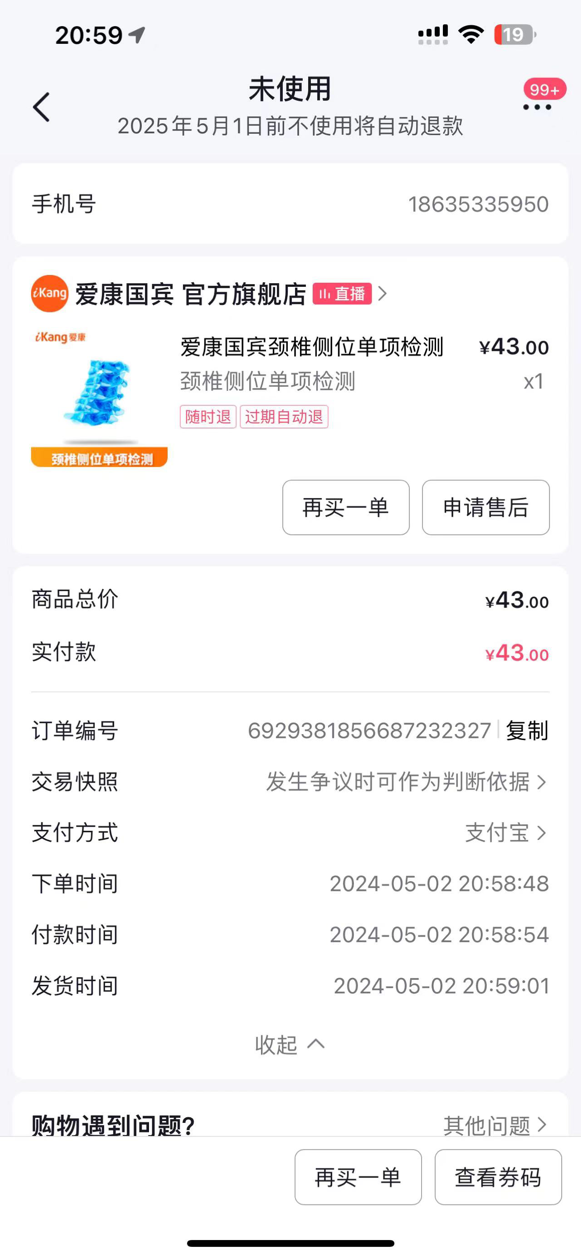 20:59
19
未使用
99+
2025年5月1日前不使用将自动退款
手机号 18635335950
iKang 爱康国宾 官方旗舰店 直播
iKang爱康
爱康国宾颈椎侧位单项检测 ¥43.00
颈椎侧位单项检测 x1
随时退 过期自动退
颈椎侧位单项检测
再买一单 申请售后
商品总价 ¥43.00
实付款 ¥43.00
订单编号 6929381856687232327 复制
交易快照 发生争议时可作为判断依据
支付方式 支付宝
下单时间 2024-05-02 20:58:48
付款时间 2024-05-02 20:58:54
发货时间 2024-05-02 20:59:01
收起
购物遇到问题? 其他问题
再买一单 查看券码